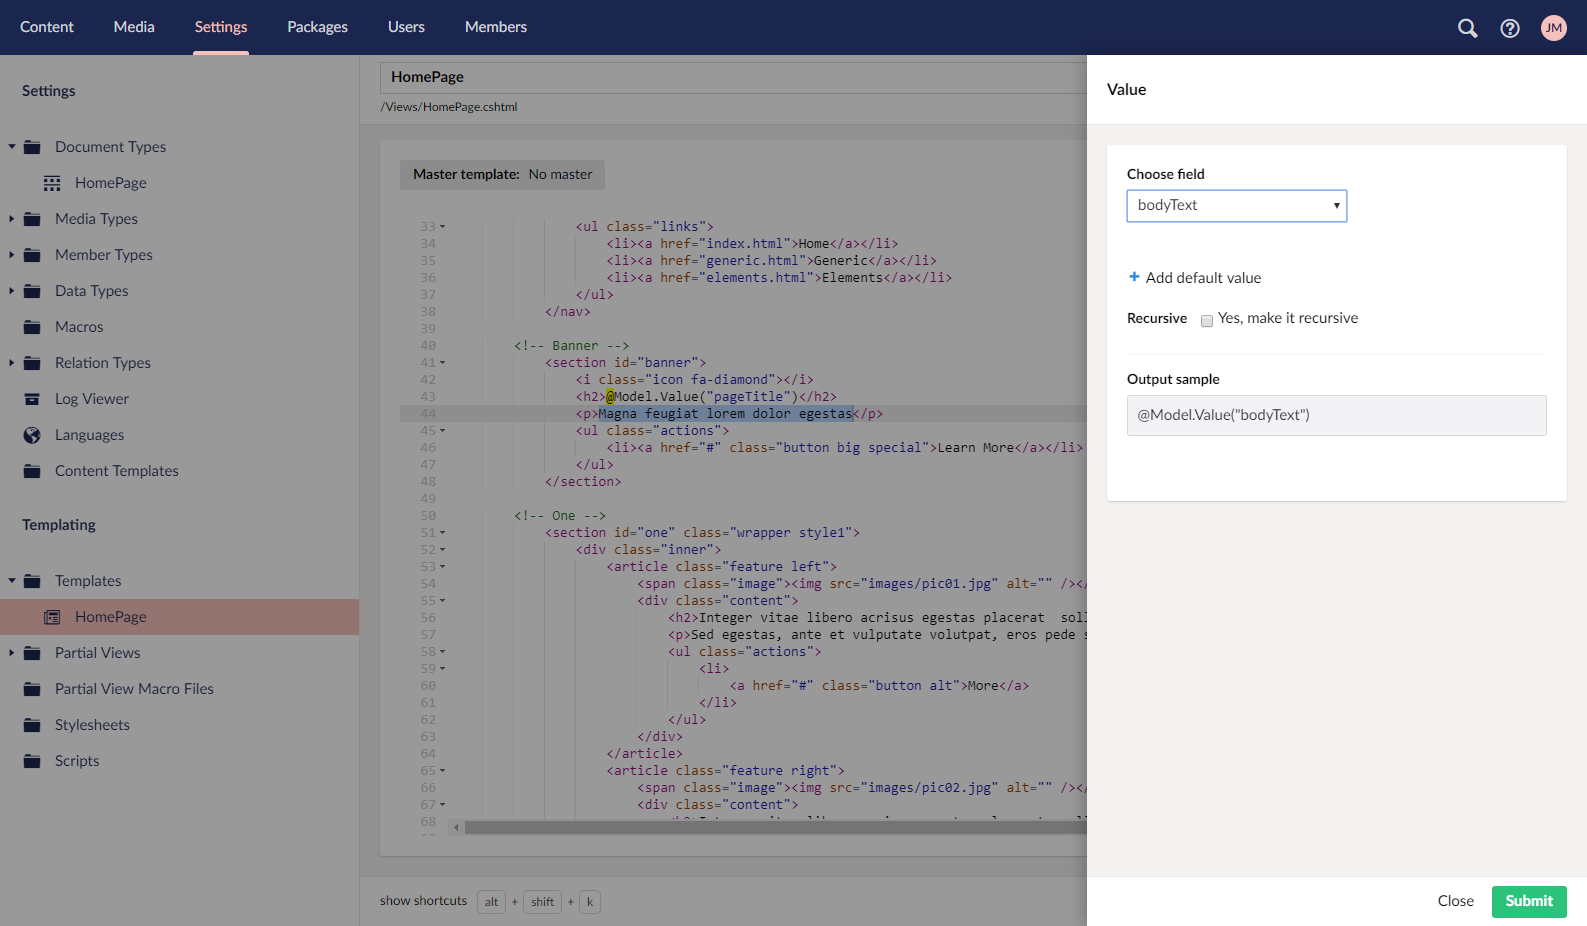 Content Media Settings Packages Users Members JM
Settings
Document Types
HomePage
Media Types
Member Types
Data Types
Macros
Relation Types
Log Viewer
Languages
Content Templates
Templating
Templates
HomePage
Partial Views
Partial View Macro Files
Stylesheets
Scripts
HomePage
/Views/HomePage.cshtml
Master template: No master
33 <ul class="links">
34 <li><a href="index.html">Home</a></li>
35 <li><a href="generic.html">Generic</a></li>
36 <li><a href="elements.html">Elements</a></li>
37 </ul>
38 </nav>
39
40 <!-- Banner -->
41 <section id="banner">
42 <i class="icon fa-diamond"></i>
43 <h2>@Model.Value("pageTitle")</h2>
44 <p>Magna feugiat lorem dolor egestas</p>
45 <ul class="actions">
46 <li><a href="#" class="button big special">Learn More</a></li>
47 </ul>
48 </section>
49
50 <!-- One -->
51 <section id="one" class="wrapper style1">
52 <div class="inner">
53 <article class="feature left">
54 <span class="image"><img src="images/pic01.jpg" alt="" /></
55 <div class="content">
56 <h2>Integer vitae libero acrisus egestas placerat  soll
57 <p>Sed egestas, ante et vulputate volutpat, eros pede s
58 <ul class="actions">
59 <li>
60 <a href="#" class="button alt">More</a>
61 </li>
62 </ul>
63 </div>
64 </article>
65 <article class="feature right">
66 <span class="image"><img src="images/pic02.jpg" alt="" /></
67 <div class="content">
68
show shortcuts alt + shift + k
Value
Choose field
bodyText
+ Add default value
Recursive Yes, make it recursive
Output sample
@Model.Value("bodyText")
Close Submit